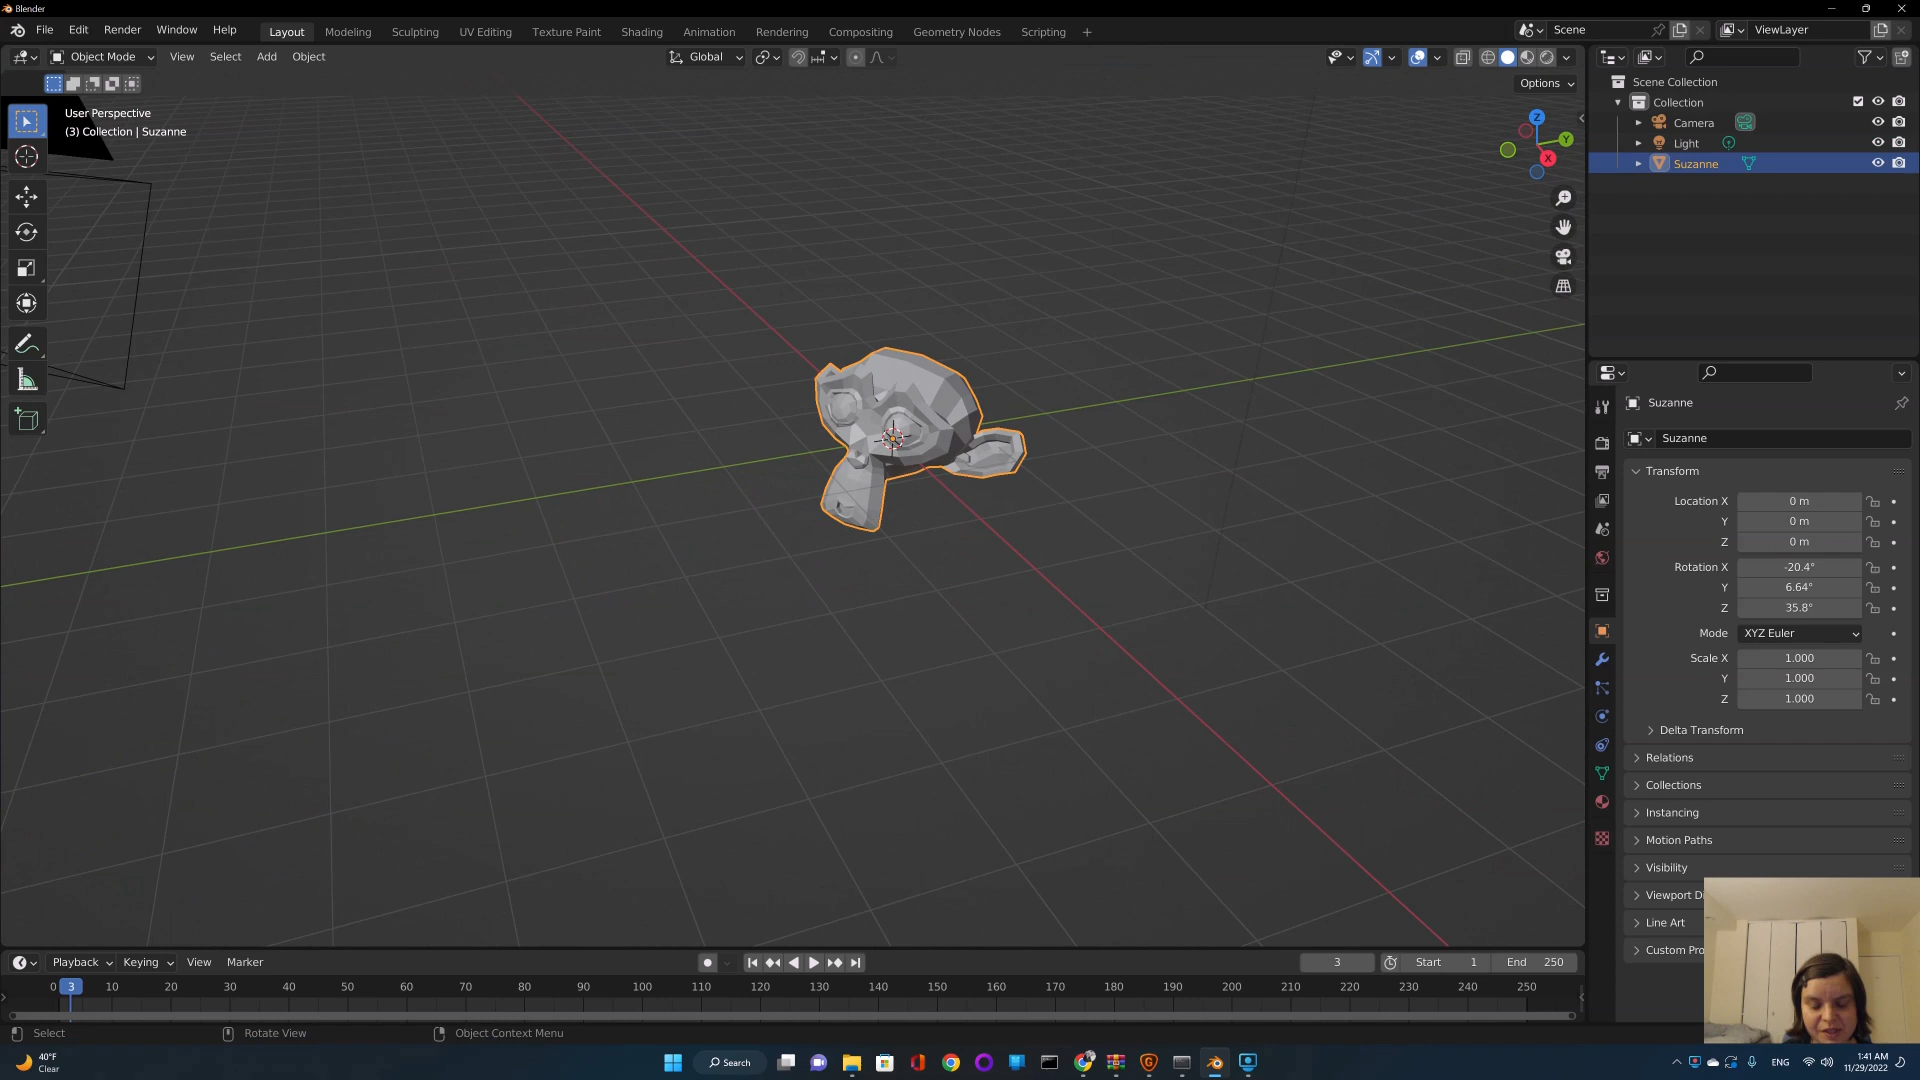 Blender
File Edit Render Window Help Layout Modeling Sculpting UV Editing Texture Paint Shading Animation Rendering Compositing Geometry Nodes Scripting + Scene ViewLayer
Object Mode View Select Add Object Global
Options
User Perspective
(3) Collection | Suzanne
Z
Y
X
Scene Collection
Collection
Camera
Light
Suzanne
Suzanne
Suzanne
Transform
Location X 0 m
Y 0 m
Z 0 m
Rotation X -20.4°
Y 6.64°
Z 35.8°
Mode XYZ Euler
Scale X 1.000
Y 1.000
Z 1.000
Delta Transform
Relations
Collections
Instancing
Motion Paths
Visibility
Viewport Di
Line Art
Custom Pro
Playback Keying View Marker 3 Start 1 End 250
0 3 10 20 30 40 50 60 70 80 90 100 110 120 130 140 150 160 170 180 190 200 210 220 230 240 250
Select Rotate View Object Context Menu
40°F
Clear
Search
ENG
1:41 AM
11/29/2022